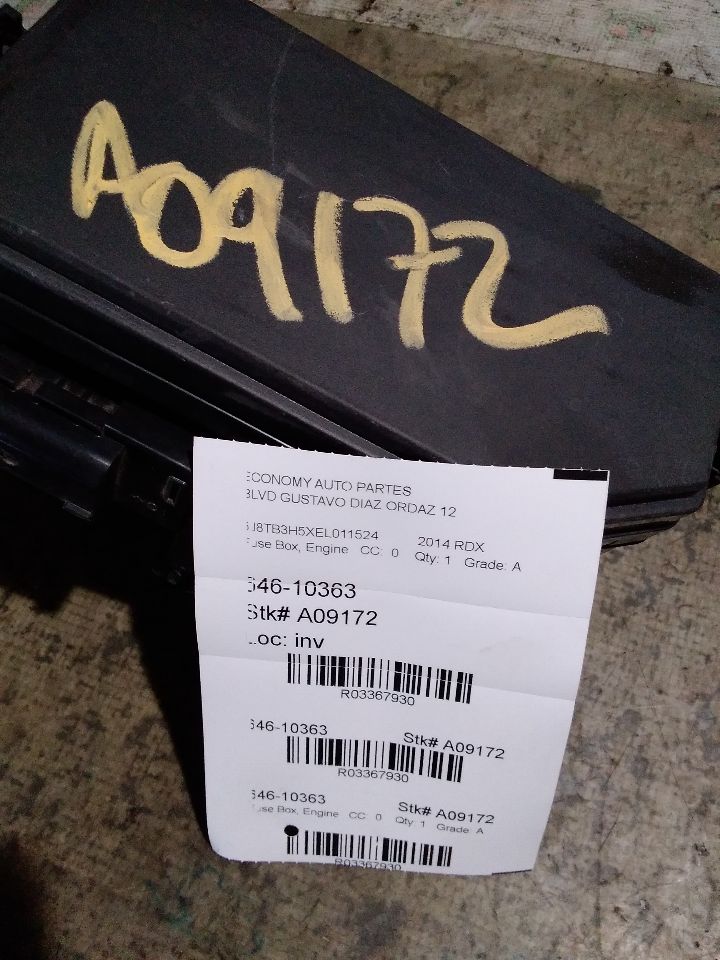 A09172
ECONOMY AUTO PARTES
BLVD GUSTAVO DIAZ ORDAZ 12
5J8TB3H5XEL011524 2014 RDX
Fuse Box, Engine CC: 0 Qty: 1 Grade: A
646-10363
Stk# A09172
Loc: inv
R03367930
646-10363 Stk# A09172
R03367930
646-10363 Stk# A09172
Fuse Box, Engine CC: 0 Qty: 1 Grade: A
R03367930